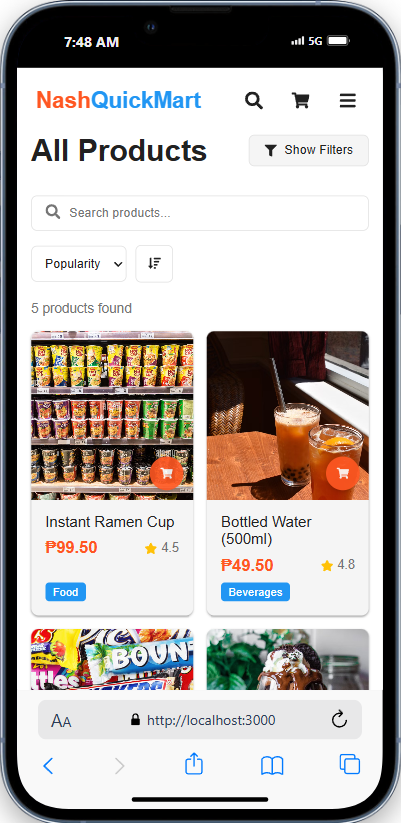 7:48 AM 5G
NashQuickMart
All Products
Show Filters
Search products...
Popularity
5 products found
Instant Ramen Cup
₱99.50
4.5
Food
Bottled Water
(500ml)
₱49.50
4.8
Beverages
BOUNT
AA
http://localhost:3000